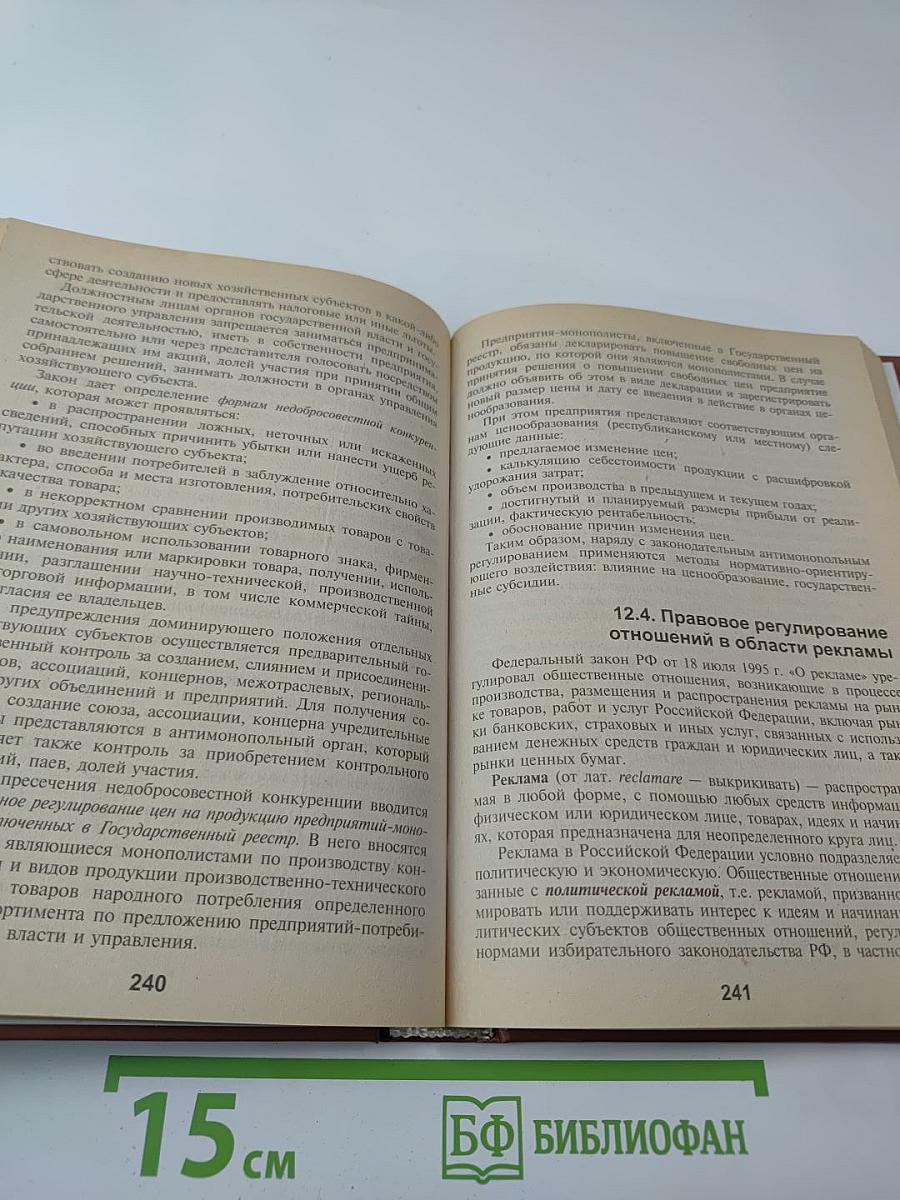 ствовать созданию новых хозяйственных субъектов в какой-либо
сфере деятельности и предоставлять налоговые или иные льготы.
Должностным лицам органов государственной власти и госу-
дарственного управления запрещается заниматься предпринима-
тельской деятельностью, иметь в собственности предприятия,
самостоятельно или через представителя голосовать посредством
принадлежащих им акций, долей участия при принятии общим
собранием решений, занимать должности в органах управления
хозяйствующего субъекта.
Закон дает определение формам недобросовестной конкурен-
ции, которая может проявляться:
• в распространении ложных, неточных или искаженных
сведений, способных причинить убытки или нанести ущерб ре-
путации хозяйствующего субъекта;
• во введении потребителей в заблуждение относительно ха-
актера, способа и места изготовления, потребительских свойств
качества товара;
• в некорректном сравнении производимых товаров с това-
ми других хозяйствующих субъектов;
• в самовольном использовании товарного знака, фирмен-
о наименования или маркировки товара, получении, исполь-
нии, разглашении научно-технической, производственной
торговой информации, в том числе коммерческой тайны,
гласия ее владельцев.
предупреждения доминирующего положения отдельных
твующих субъектов осуществляется предварительный го-
венный контроль за созданием, слиянием и присоединени-
ов, ассоциаций, концернов, межотраслевых, региональ-
ругих объединений и предприятий. Для получения со-
создание союза, ассоциации, концерна учредительные
ы представляются в антимонопольный орган, который
яет также контроль за приобретением контрольного
ий, паев, долей участия.
пресечения недобросовестной конкуренции вводится
ное регулирование цен на продукцию предприятий-моно-
ключенных в Государственный реестр. В него вносятся
являющиеся монополистами по производству кон-
и и видов продукции производственно-технического
товаров народного потребления определенного
ортимента по предложению предприятий-потреби-
власти и управления.
240
Предприятия-монополисты, включенные в Государственный
реестр, обязаны декларировать повышение свободных цен на
продукцию, по которой они являются монополистами. В случае
принятия решения о повышении свободных цен предприятие
должно объявить об этом в виде декларации и зарегистрировать
новый размер цены и дату ее введения в действие в органах це-
нообразования.
При этом предприятия представляют соответствующим орга-
нам ценообразования (республиканскому или местному) сле-
дующие данные:
• предлагаемое изменение цен;
• калькуляцию себестоимости продукции с расшифровкой
удорожания затрат;
• объем производства в предыдущем и текущем годах;
• достигнутый и планируемый размеры прибыли от реали-
зации, фактическую рентабельность;
• обоснование причин изменения цен.
Таким образом, наряду с законодательным антимонопольным
регулированием применяются методы нормативно-ориентиру-
ющего воздействия: влияние на ценообразование, государствен-
ные субсидии.
12.4. Правовое регулирование
отношений в области рекламы
Федеральный закон РФ от 18 июля 1995 г. «О рекламе» уре-
гулировал общественные отношения, возникающие в процессе
производства, размещения и распространения рекламы на рын-
ке товаров, работ и услуг Российской Федерации, включая рын
ки банковских, страховых и иных услуг, связанных с использ
ванием денежных средств граждан и юридических лиц, а так
рынки ценных бумаг.
Реклама (от лат. reclamare — выкрикивать) — распростран
мая в любой форме, с помощью любых средств информац
физическом или юридическом лице, товарах, идеях и начин
ях, которая предназначена для неопределенного круга лиц.
Реклама в Российской Федерации условно подразделяе
политическую и экономическую. Общественные отношени
занные с политической рекламой, т.е. рекламой, призванно
мировать или поддерживать интерес к идеям и начинан
литических субъектов общественных отношений, регул
нормами избирательного законодательства РФ, в частно
241
15 см
БФ БИБЛИОФАН